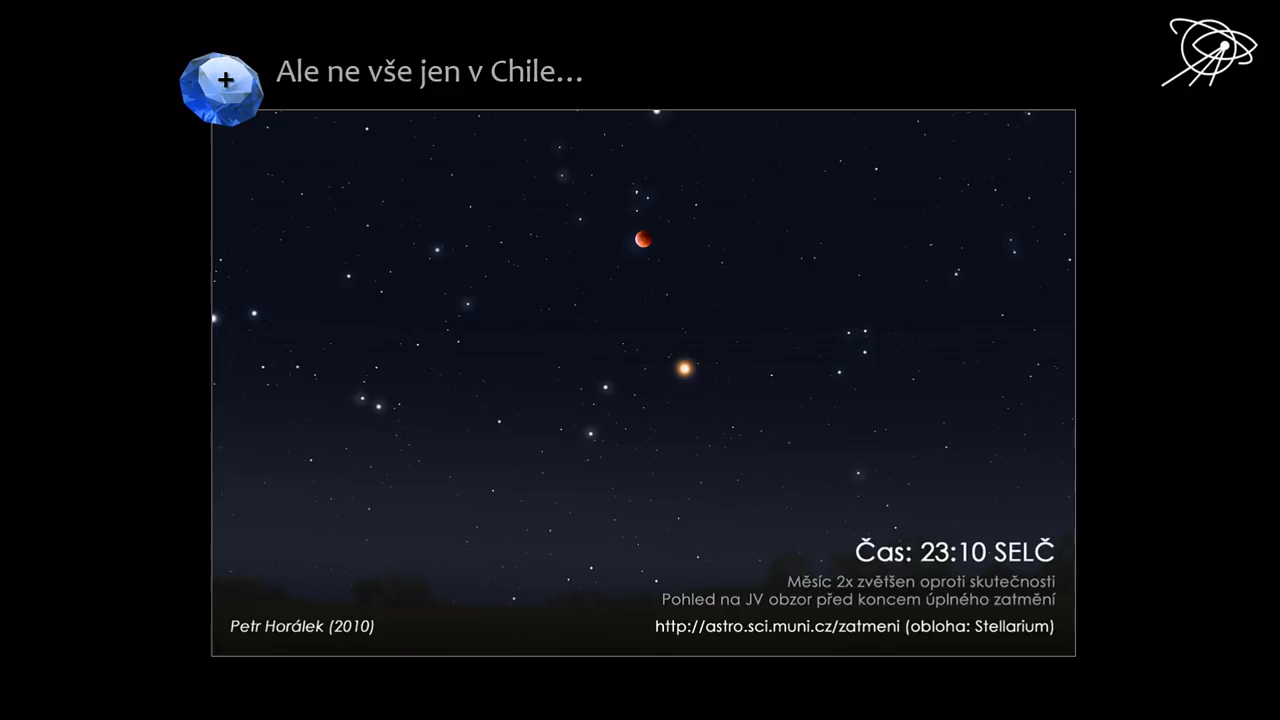 Ale ne vše jen v Chile...
Čas: 23:10 SELČ
Měsíc 2x zvětšen oproti skutečnosti
Pohled na JV obzor před koncem úplného zatmění
Petr Horálek (2010)
http://astro.sci.muni.cz/zatmeni (obloha: Stellarium)